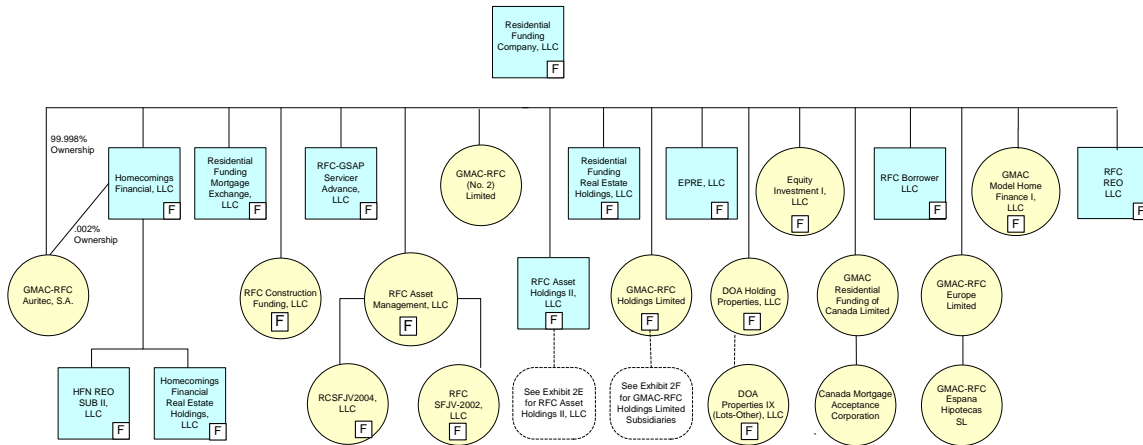 Residential
Funding
Company, LLC
F
99.998%
Ownership
Homecomings
Financial, LLC
F
Residential
Funding
Mortgage
Exchange,
LLC
F
RFC-GSAP
Servicer
Advance,
LLC
F
GMAC-RFC
(No. 2)
Limited
Residential
Funding
Real Estate
Holdings, LLC
F
EPRE, LLC
F
Equity
Investment I,
LLC
F
RFC Borrower
LLC
F
GMAC
Model Home
Finance I,
LLC
F
RFC
REO
LLC
F
.002%
Ownership
GMAC-RFC
Auritec, S.A.
RFC Construction
Funding, LLC
F
RFC Asset
Management, LLC
F
RFC Asset
Holdings II,
LLC
F
GMAC-RFC
Holdings Limited
F
DOA Holding
Properties, LLC
F
GMAC
Residential
Funding of
Canada Limited
GMAC-RFC
Europe
Limited
HFN REO
SUB II,
LLC
F
Homecomings
Financial
Real Estate
Holdings,
LLC
F
RCSFJV2004,
LLC
F
RFC
SFJV-2002,
LLC
F
See Exhibit 2E
for RFC Asset
Holdings II, LLC
See Exhibit 2F
for GMAC-RFC
Holdings Limited
Subsidiaries
DOA
Properties IX
(Lots-Other), LLC
F
Canada Mortgage
Acceptance
Corporation
GMAC-RFC
Espana
Hipotecas
SL